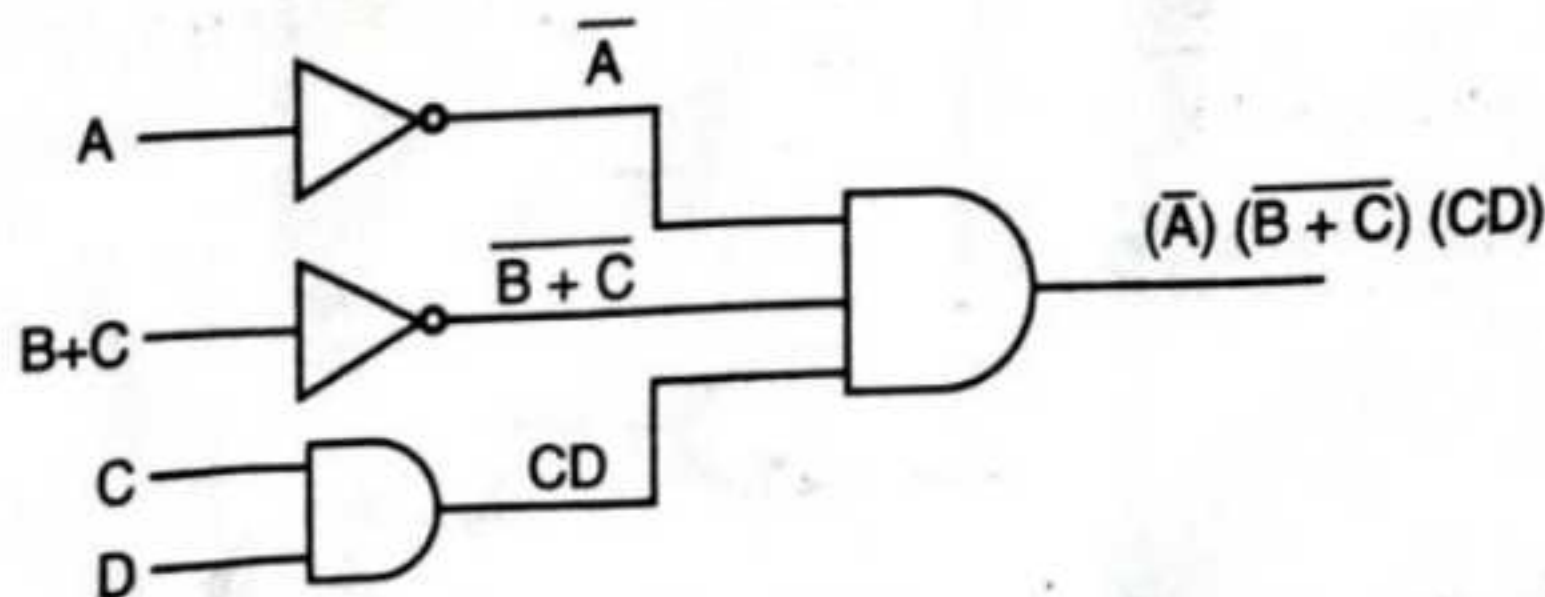 A̅
A
(A̅) (B̅ ̅+̅ ̅C̅) (CD)
B̅ ̅+̅ ̅C̅
B+C
CD
C
D